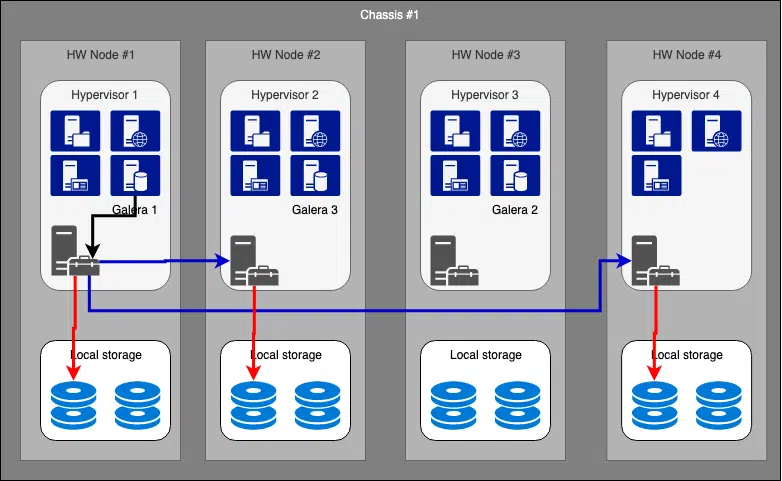 Chassis #1
HW Node #1
HW Node #2
HW Node #3
HW Node #4
Hypervisor 1
Hypervisor 2
Hypervisor 3
Hypervisor 4
Galera 1
Galera 3
Galera 2
Local storage
Local storage
Local storage
Local storage